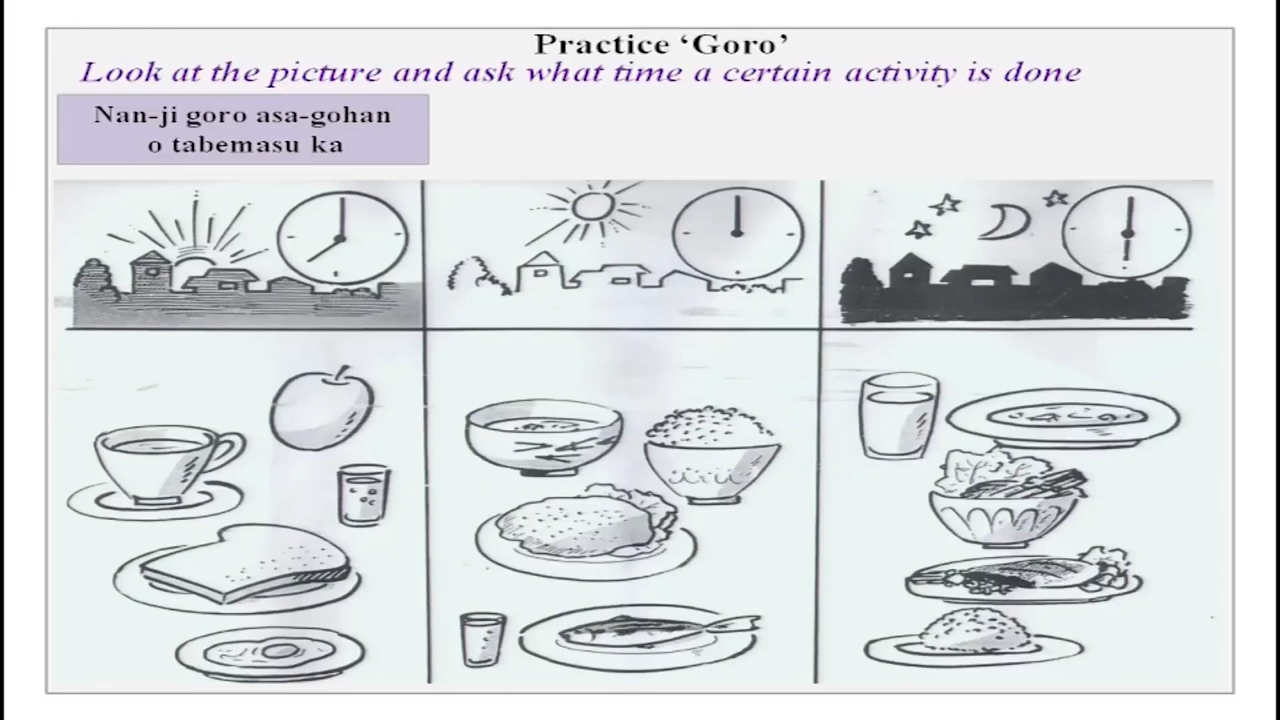 Practice ‘Goro’
Look at the picture and ask what time a certain activity is done
Nan-ji goro asa-gohan
o tabemasu ka